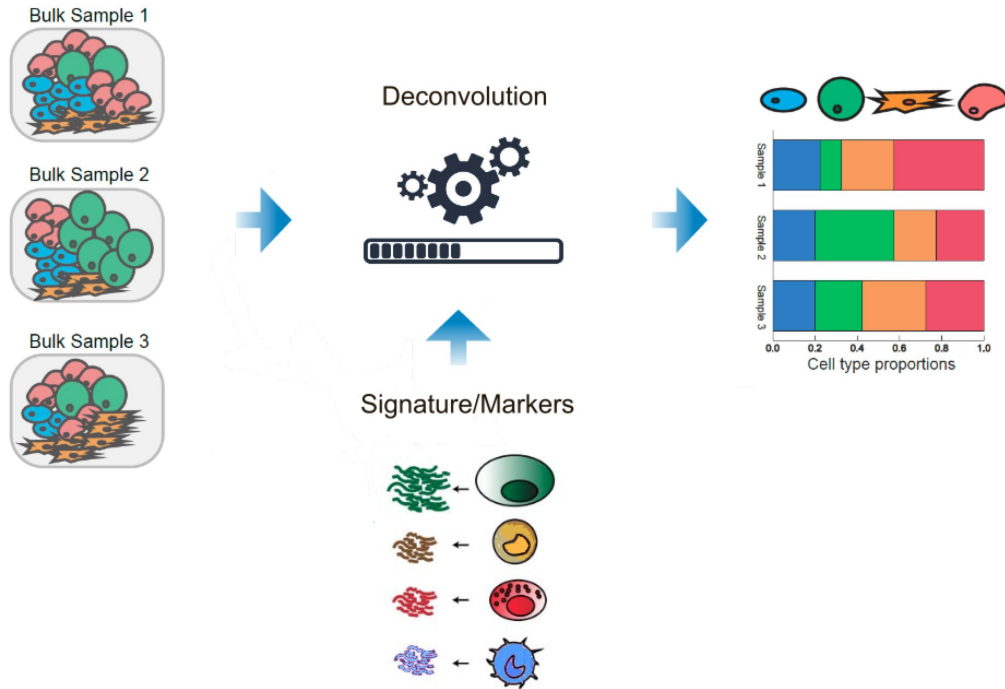 Bulk Sample 1
Bulk Sample 2
Bulk Sample 3
Deconvolution
Signature/Markers
Sample 1
Sample 2
Sample 3
0.0 0.2 0.4 0.6 0.8 1.0
Cell type proportions